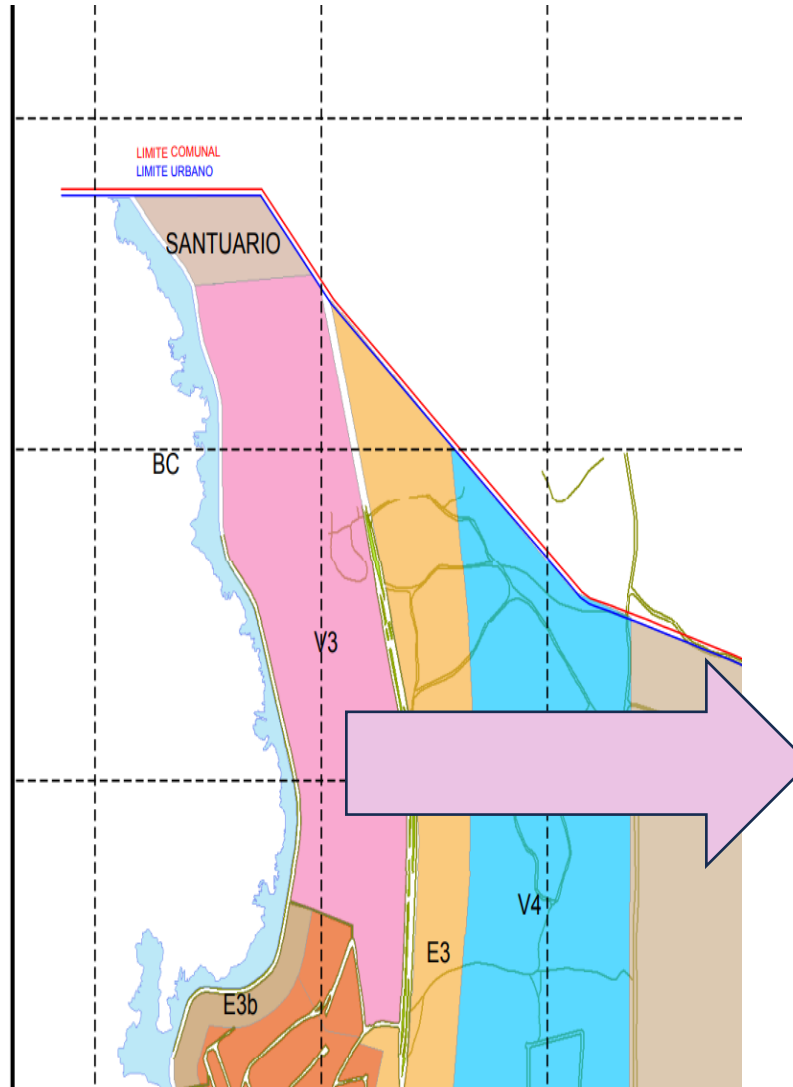 LIMITE COMUNAL
LIMITE URBANO
SANTUARIO
BC
V3
V4
E3
E3b